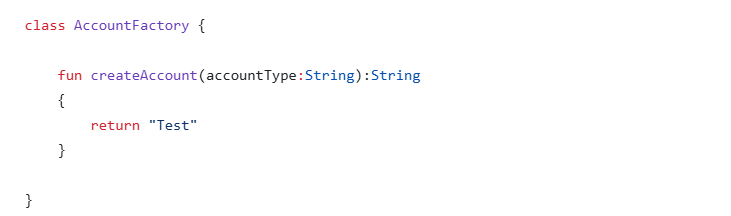 class AccountFactory {
fun createAccount(accountType:String):String
{
return "Test"
}
}